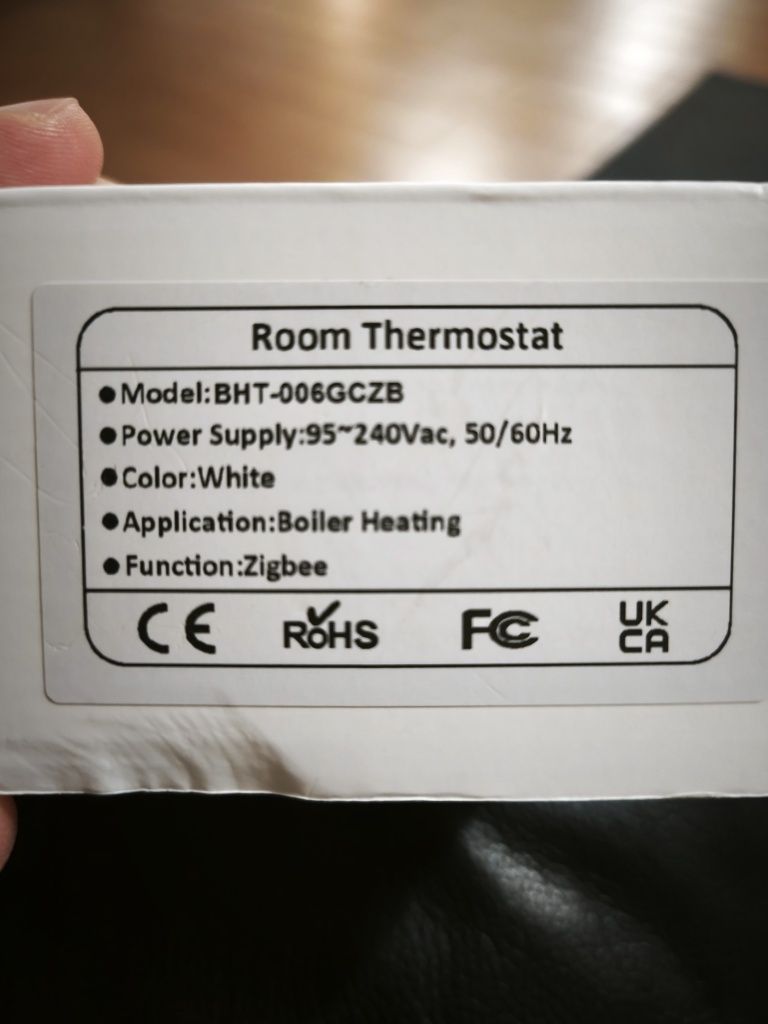 Room Thermostat
●Model:BHT-006GCZB
●Power Supply:95~240Vac, 50/60Hz
●Color:White
●Application:Boiler Heating
●Function:Zigbee
CE RoHS FC UK
CA